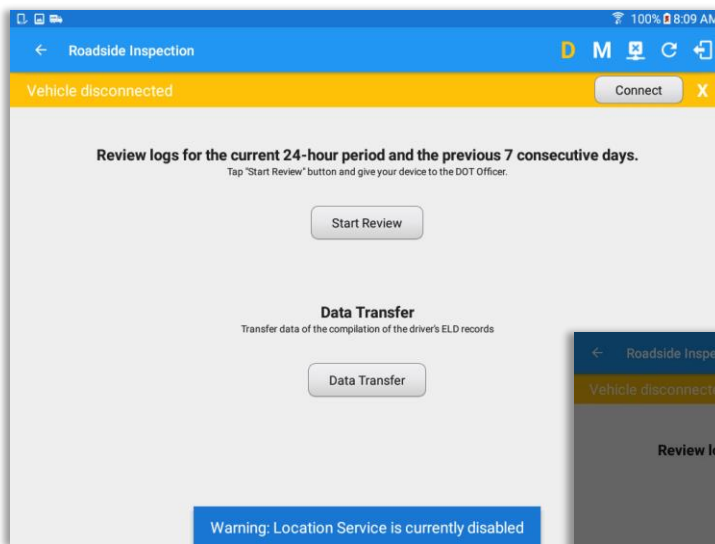 100% 8:09 AM
Roadside Inspection
D M
Vehicle disconnected
Connect
X
Review logs for the current 24-hour period and the previous 7 consecutive days.
Tap "Start Review" button and give your device to the DOT Officer.
Start Review
Data Transfer
Transfer data of the compilation of the driver's ELD records
Data Transfer
Warning: Location Service is currently disabled
Roadside Inspe
Vehicle disconnecte
Review l